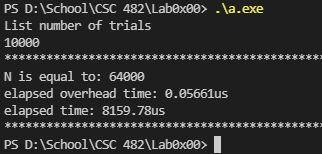 PS D:\School\CSC 482\Lab0x00> .\a.exe
List number of trials
10000
**********************************************
N is equal to: 64000
elapsed overhead time: 0.05661us
elapsed time: 8159.78us
**********************************************
PS D:\School\CSC 482\Lab0x00>